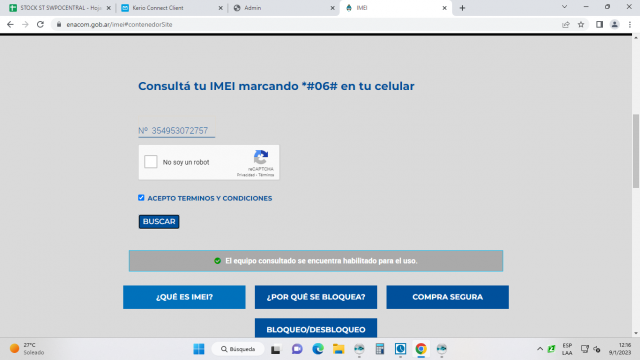 STOCK ST SWPOCENTRAL - Hoja
Kerio Connect Client
Admin
IMEI
enacom.gob.ar/imei#contenedorSite
Consultá tu IMEI marcando *#06# en tu celular
Nº 354953072757
No soy un robot
reCAPTCHA
Privacidad - Términos
ACEPTO TERMINOS Y CONDICIONES
BUSCAR
El equipo consultado se encuentra habilitado para el uso.
¿QUÉ ES IMEI?
¿POR QUÉ SE BLOQUEA?
COMPRA SEGURA
BLOQUEO/DESBLOQUEO
27°C
Soleado
Búsqueda
ESP
LAA
12:16
9/1/2023